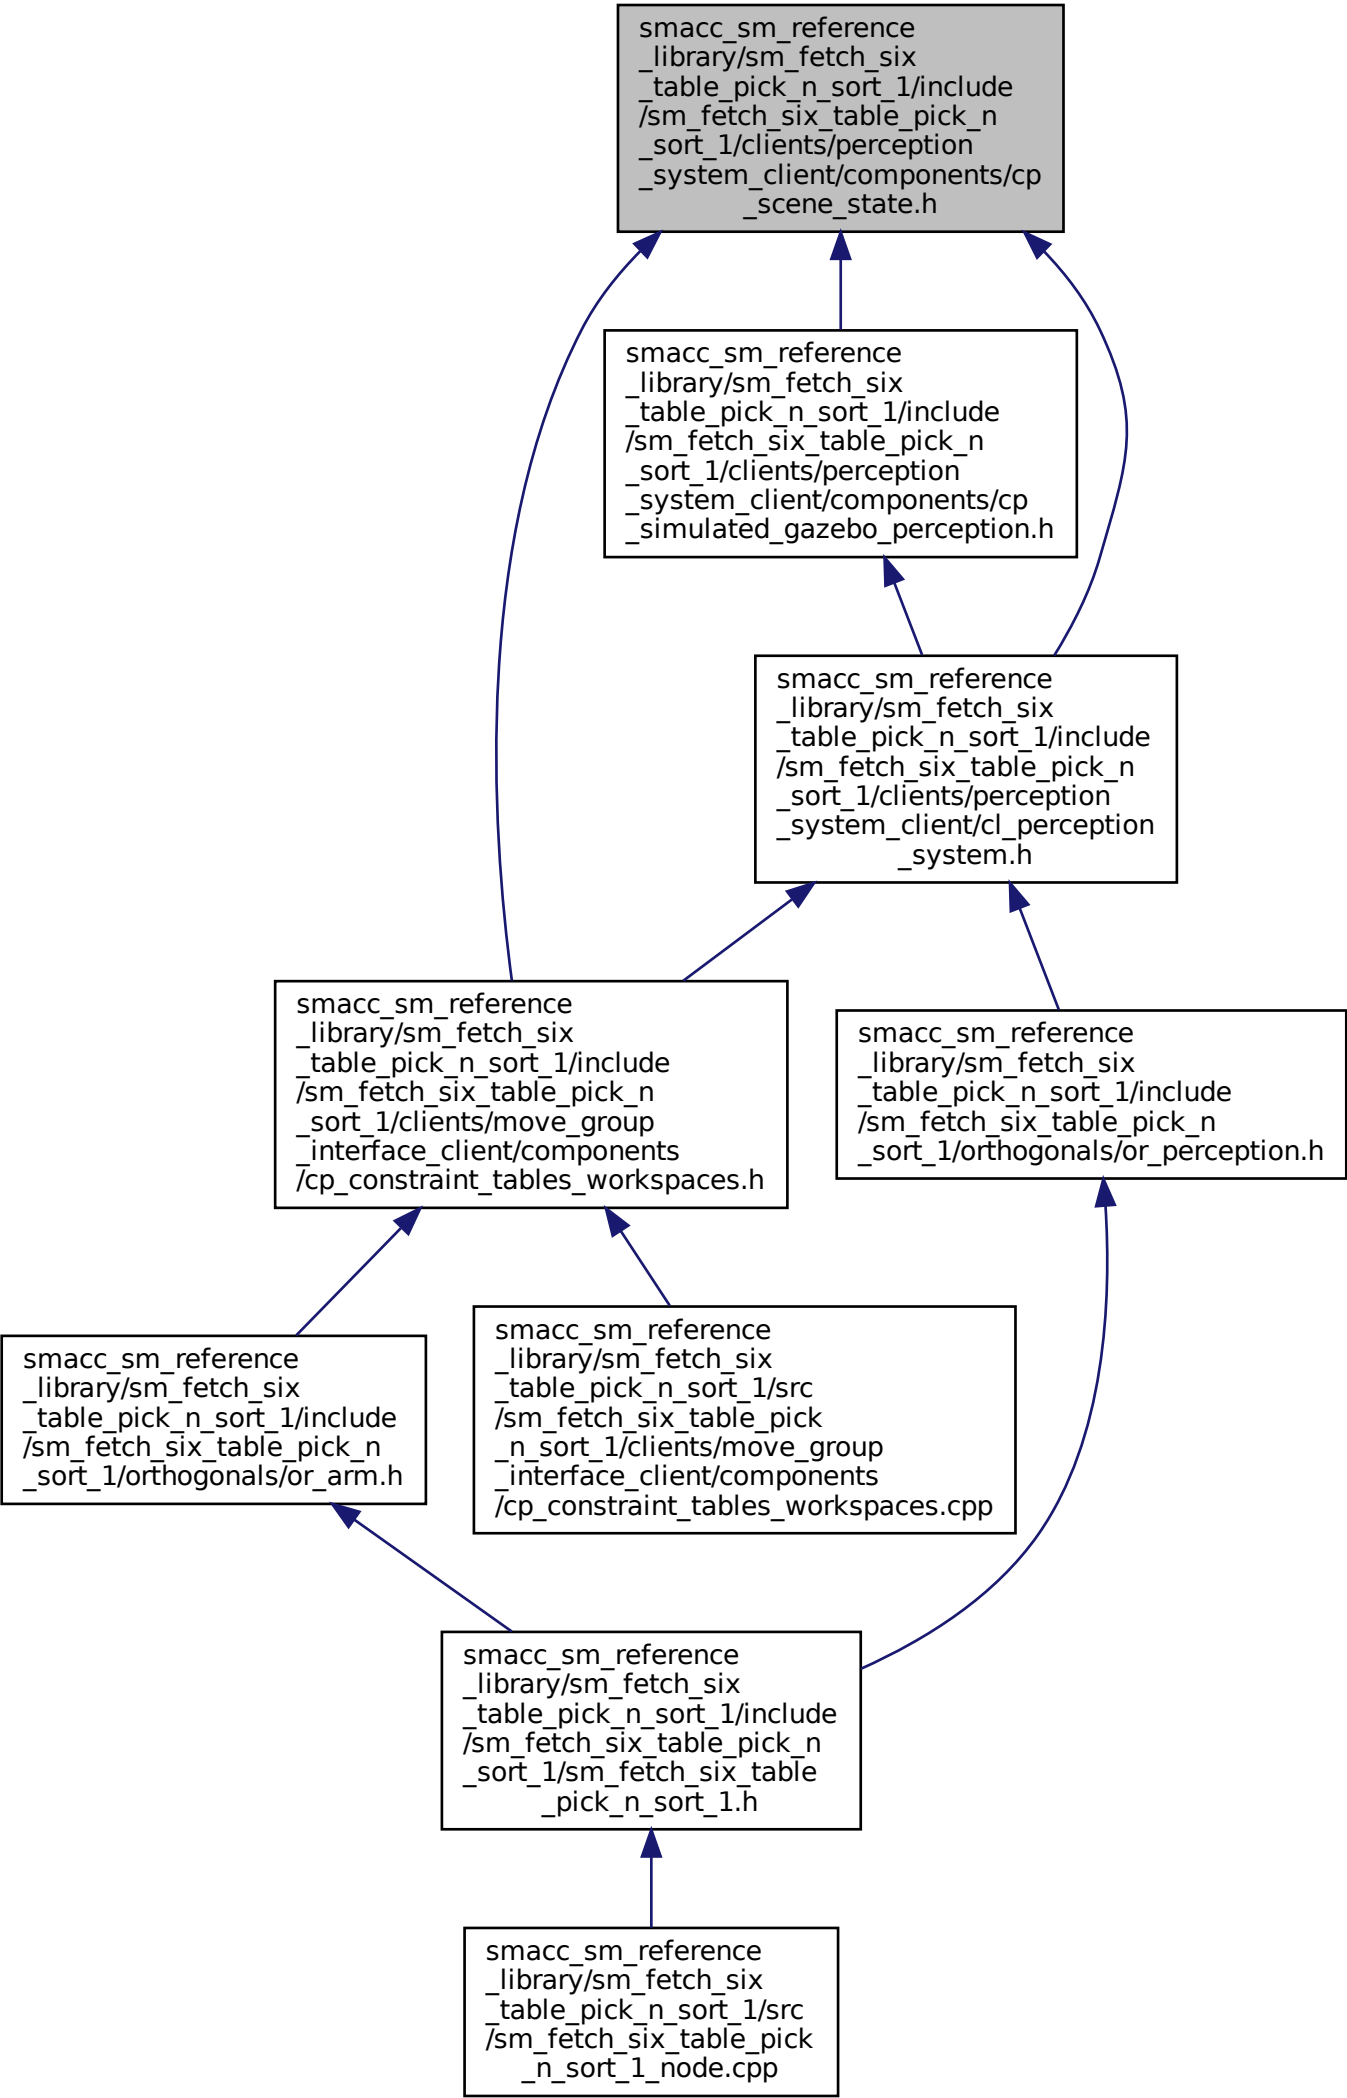 smacc_sm_reference
_library/sm_fetch_six
_table_pick_n_sort_1/include
/sm_fetch_six_table_pick_n
_sort_1/clients/perception
_system_client/components/cp
_scene_state.h
smacc_sm_reference
_library/sm_fetch_six
_table_pick_n_sort_1/include
/sm_fetch_six_table_pick_n
_sort_1/clients/perception
_system_client/components/cp
_simulated_gazebo_perception.h
smacc_sm_reference
_library/sm_fetch_six
_table_pick_n_sort_1/include
/sm_fetch_six_table_pick_n
_sort_1/clients/perception
_system_client/cl_perception
_system.h
smacc_sm_reference
_library/sm_fetch_six
_table_pick_n_sort_1/include
/sm_fetch_six_table_pick_n
_sort_1/clients/move_group
_interface_client/components
/cp_constraint_tables_workspaces.h
smacc_sm_reference
_library/sm_fetch_six
_table_pick_n_sort_1/include
/sm_fetch_six_table_pick_n
_sort_1/orthogonals/or_perception.h
smacc_sm_reference
_library/sm_fetch_six
_table_pick_n_sort_1/include
/sm_fetch_six_table_pick_n
_sort_1/orthogonals/or_arm.h
smacc_sm_reference
_library/sm_fetch_six
_table_pick_n_sort_1/src
/sm_fetch_six_table_pick
_n_sort_1/clients/move_group
_interface_client/components
/cp_constraint_tables_workspaces.cpp
smacc_sm_reference
_library/sm_fetch_six
_table_pick_n_sort_1/include
/sm_fetch_six_table_pick_n
_sort_1/sm_fetch_six_table
_pick_n_sort_1.h
smacc_sm_reference
_library/sm_fetch_six
_table_pick_n_sort_1/src
/sm_fetch_six_table_pick
_n_sort_1_node.cpp